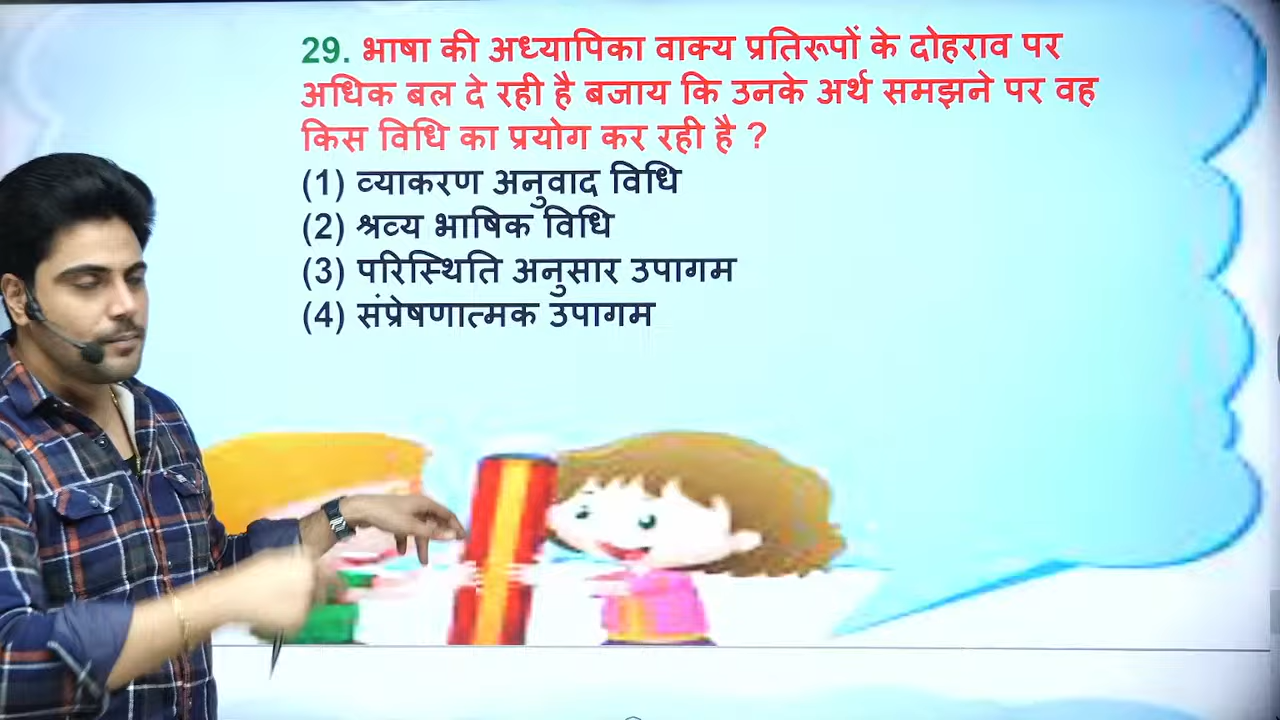 29. भाषा की अध्यापिका वाक्य प्रतिरूपों के दोहराव पर
अधिक बल दे रही है बजाय कि उनके अर्थ समझने पर वह
किस विधि का प्रयोग कर रही है ?
(1) व्याकरण अनुवाद विधि
(2) श्रव्य भाषिक विधि
(3) परिस्थिति अनुसार उपागम
(4) संप्रेषणात्मक उपागम